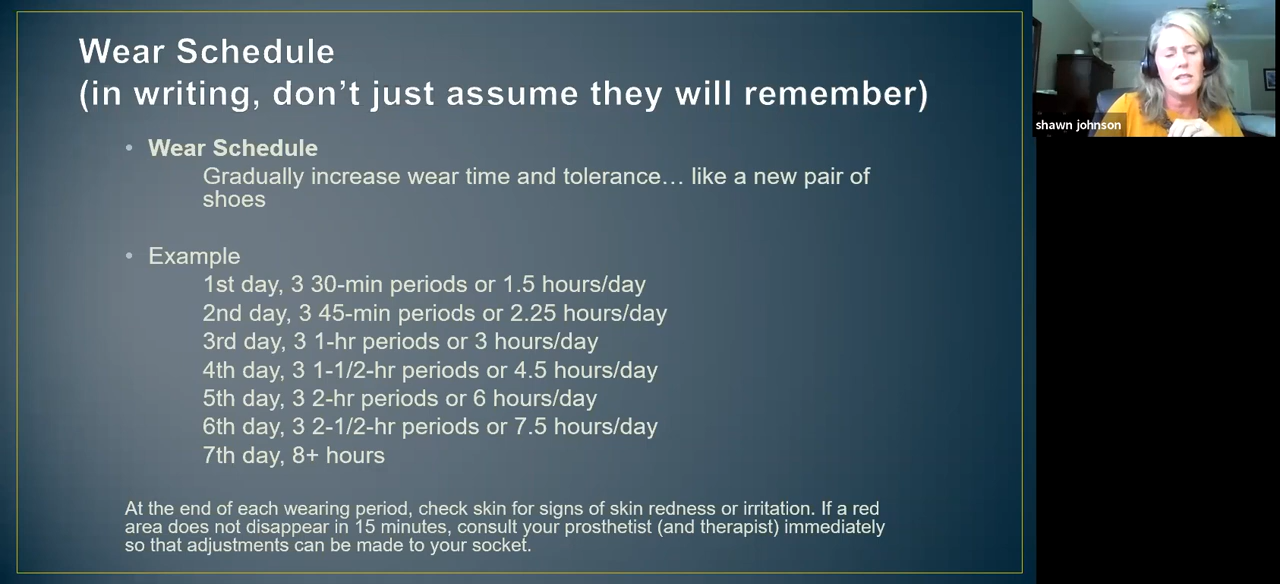 Wear Schedule
(in writing, don’t just assume they will remember)
• Wear Schedule
Gradually increase wear time and tolerance… like a new pair of
shoes
• Example
1st day, 3 30-min periods or 1.5 hours/day
2nd day, 3 45-min periods or 2.25 hours/day
3rd day, 3 1-hr periods or 3 hours/day
4th day, 3 1-1/2-hr periods or 4.5 hours/day
5th day, 3 2-hr periods or 6 hours/day
6th day, 3 2-1/2-hr periods or 7.5 hours/day
7th day, 8+ hours
At the end of each wearing period, check skin for signs of skin redness or irritation. If a red
area does not disappear in 15 minutes, consult your prosthetist (and therapist) immediately
so that adjustments can be made to your socket.
shawn johnson